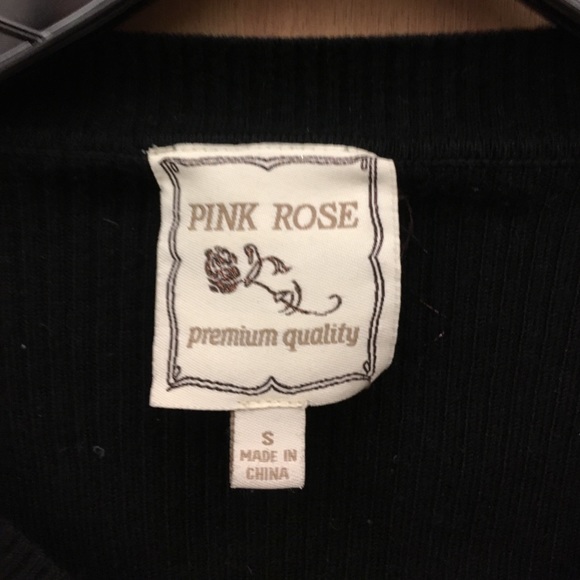 PINK ROSE
premium quality
S
MADE IN
CHINA